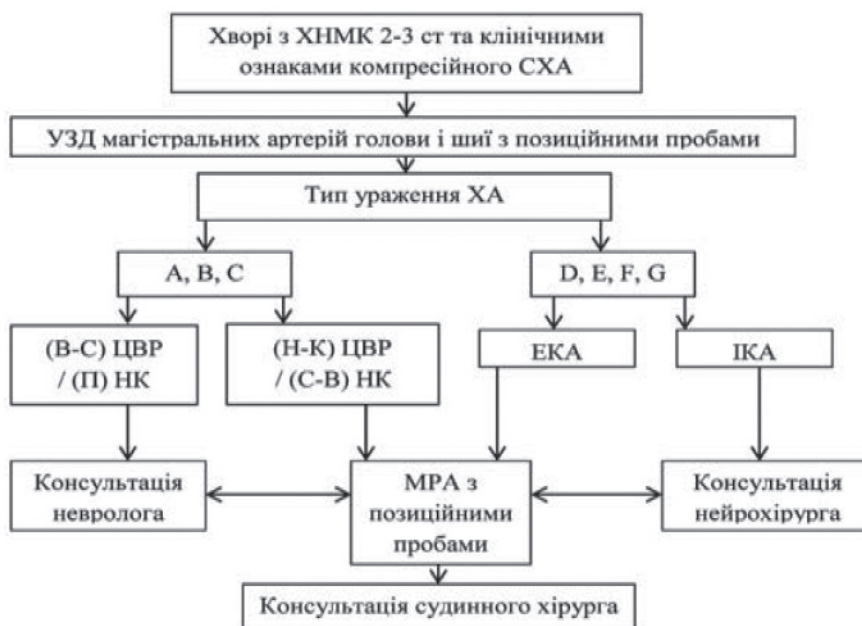 Хворі з ХНМК 2-3 ст та клінічними
ознаками компресійного СХА
УЗД магістральних артерій голови і шиї з позиційними пробами
Тип ураження ХА
A, B, C
D, E, F, G
(В-С) ЦВР
/ (П) НК
(Н-К) ЦВР
/ (С-В) НК
ЕКА
ІКА
Консультація
невролога
МРА з
позиційними
пробами
Консультація
нейрохірурга
Консультація судинного хірурга